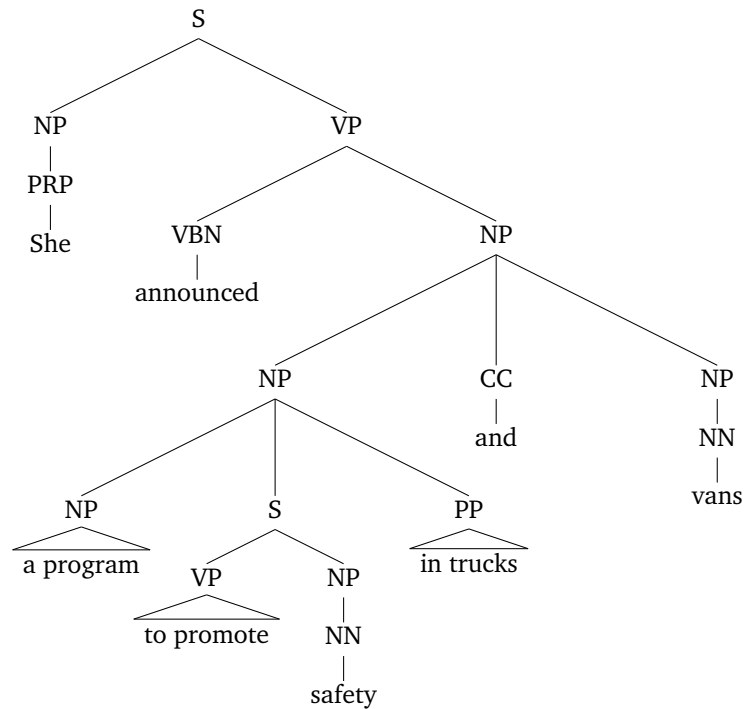 S
NP VP
PRP
She
VBN NP
announced
NP CC NP
and NN
vans
NP S PP
a program in trucks
VP NP
to promote NN
safety